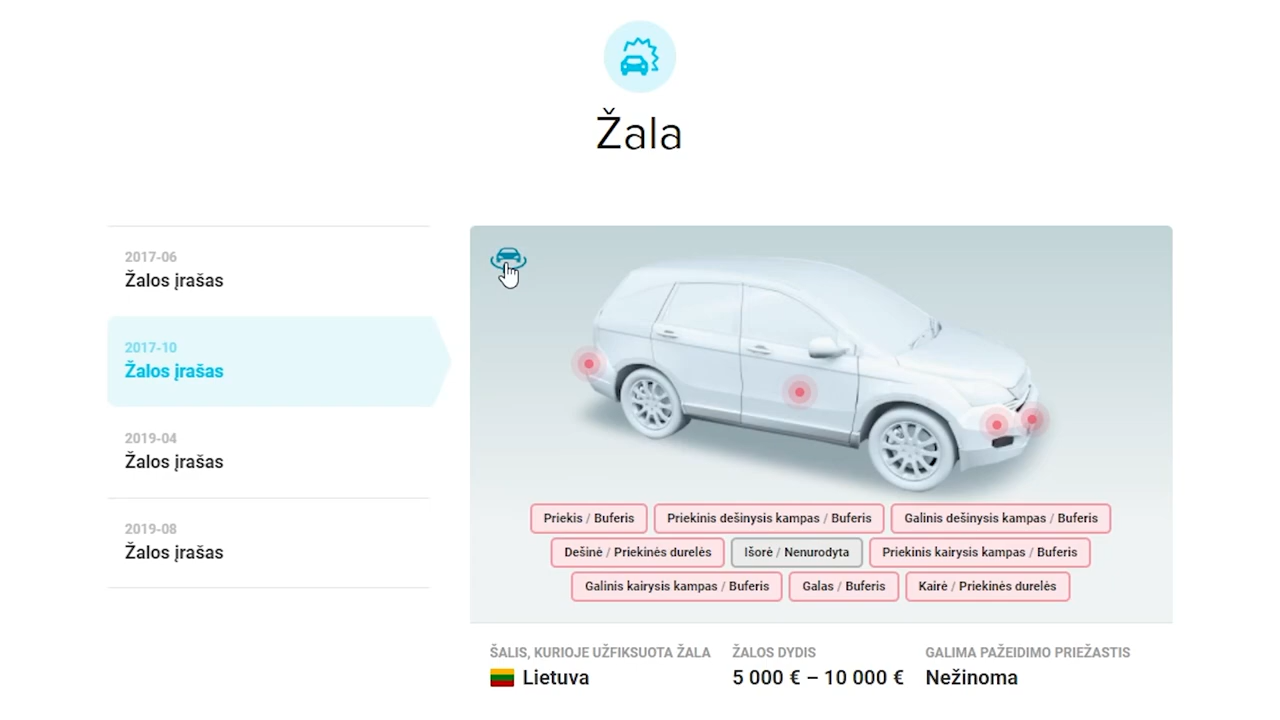 Žala
2017-06
Žalos įrašas
2017-10
Žalos įrašas
2019-04
Žalos įrašas
2019-08
Žalos įrašas
Priekis / Buferis
Priekinis dešinysis kampas / Buferis
Galinis dešinysis kampas / Buferis
Dešinė / Priekinės durelės
Išorė / Nenurodyta
Priekinis kairysis kampas / Buferis
Galinis kairysis kampas / Buferis
Galas / Buferis
Kairė / Priekinės durelės
ŠALIS, KURIOJE UŽFIKSUOTA ŽALA
Lietuva
ŽALOS DYDIS
5 000 € – 10 000 €
GALIMA PAŽEIDIMO PRIEŽASTIS
Nežinoma